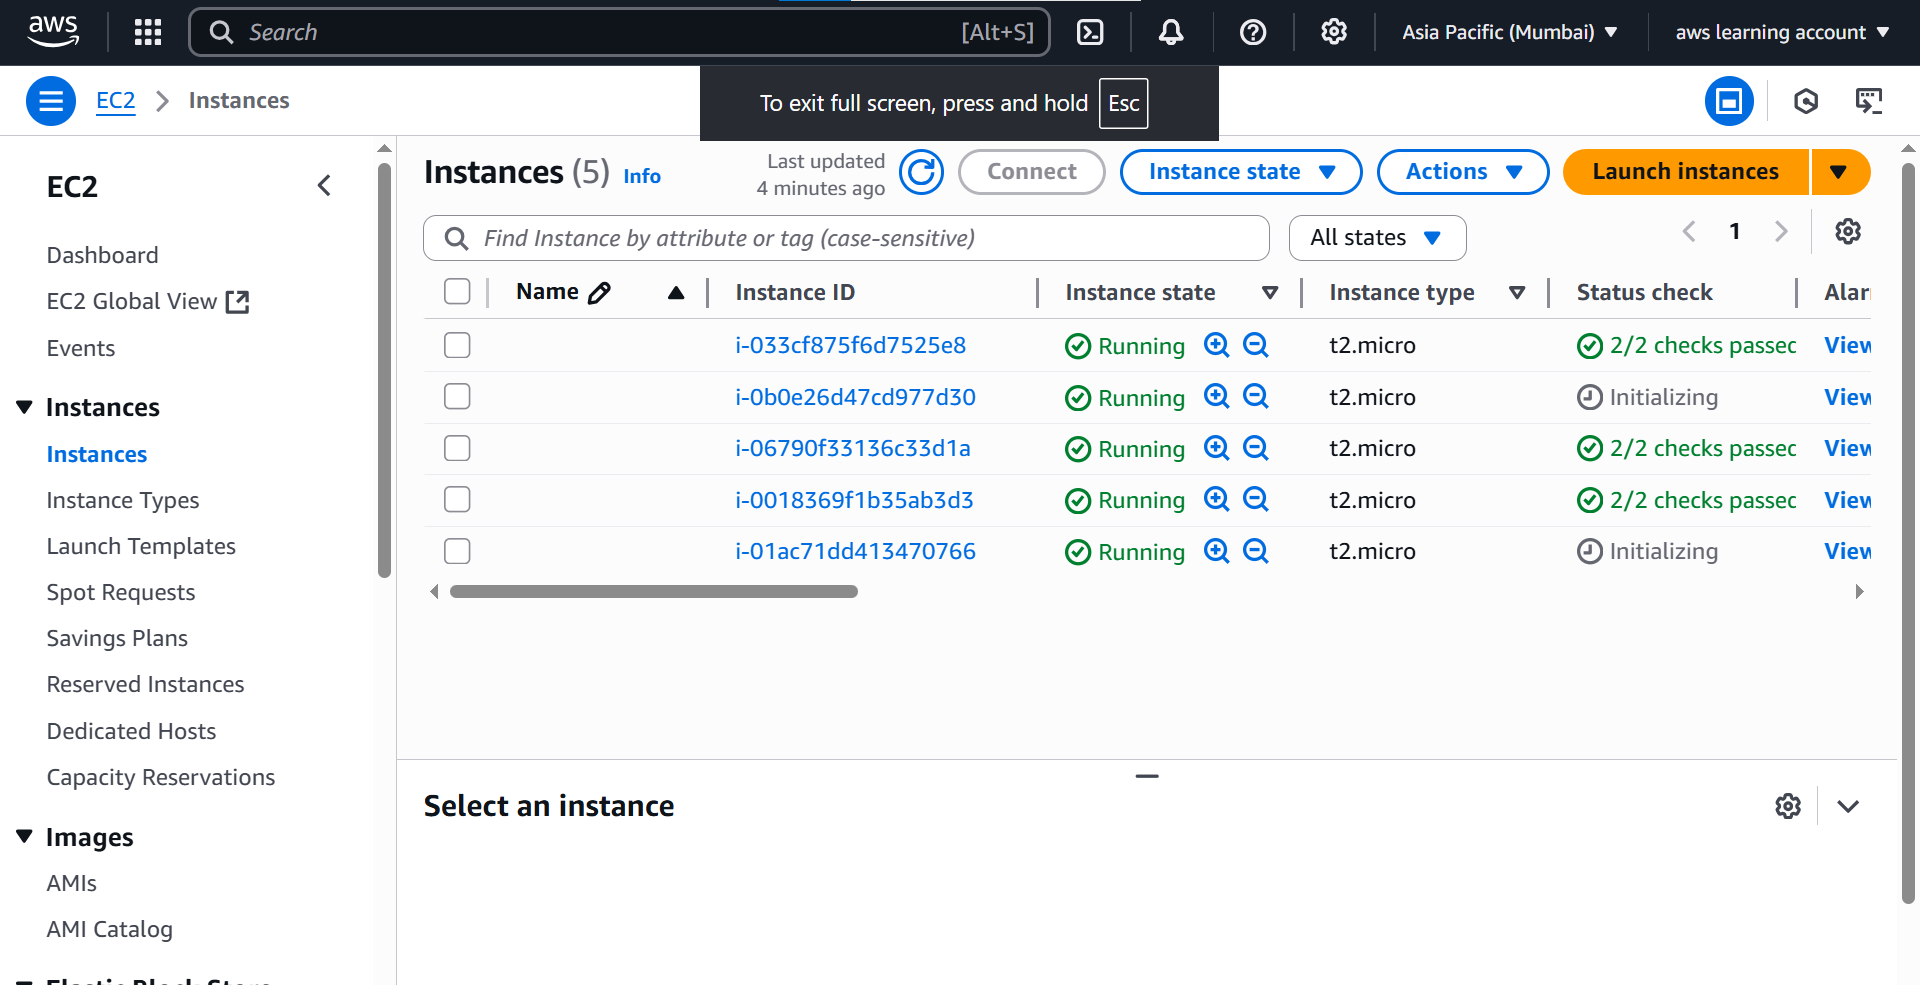 aws
Search [Alt+S]
Asia Pacific (Mumbai)
aws learning account
EC2 Instances
To exit full screen, press and hold Esc
EC2
Dashboard
EC2 Global View
Events
Instances
Instances
Instance Types
Launch Templates
Spot Requests
Savings Plans
Reserved Instances
Dedicated Hosts
Capacity Reservations
Images
AMIs
AMI Catalog
Elastic Block Store
Instances (5) Info
Last updated
4 minutes ago
Connect
Instance state
Actions
Launch instances
Find Instance by attribute or tag (case-sensitive)
All states
1
Name Instance ID Instance state Instance type Status check Alar
i-033cf875f6d7525e8 Running t2.micro 2/2 checks passec View
i-0b0e26d47cd977d30 Running t2.micro Initializing View
i-06790f33136c33d1a Running t2.micro 2/2 checks passec View
i-0018369f1b35ab3d3 Running t2.micro 2/2 checks passec View
i-01ac71dd413470766 Running t2.micro Initializing View
Select an instance